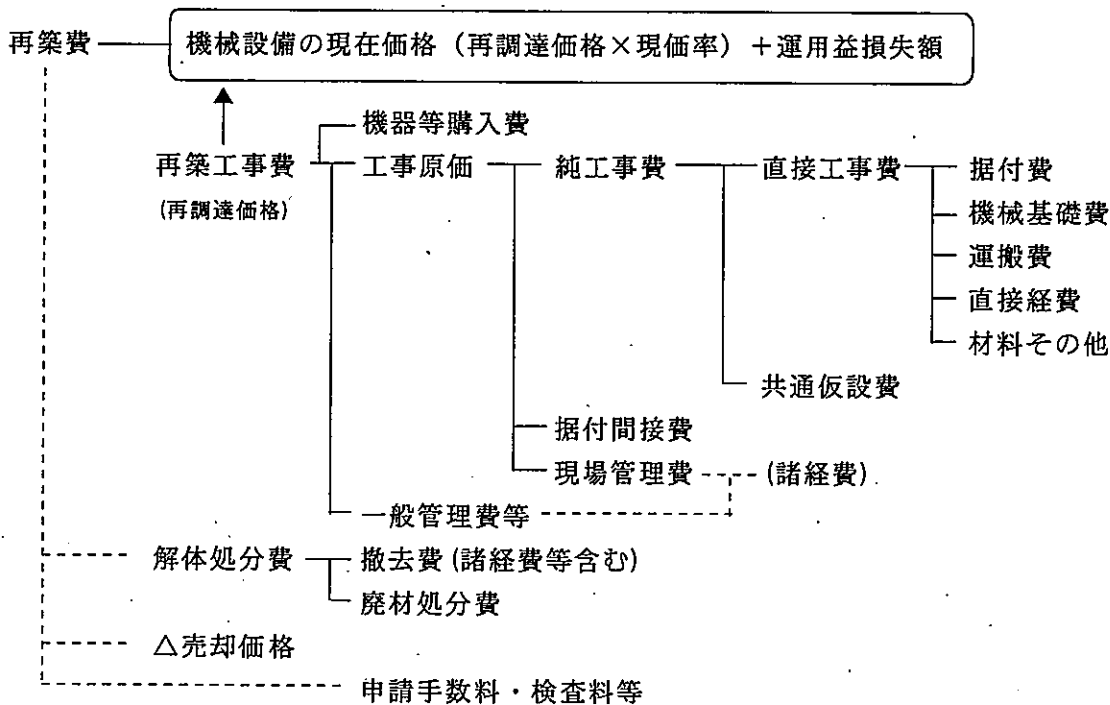 再築費 機械設備の現在価格（再調達価格×現価率）＋運用益損失額
機器等購入費
再築工事費 工事原価 純工事費 直接工事費 据付費
(再調達価格)
機械基礎費
運搬費
直接経費
材料その他
共通仮設費
据付間接費
現場管理費 (諸経費)
一般管理費等
解体処分費 撤去費(諸経費等含む)
廃材処分費
△売却価格
申請手数料・検査料等